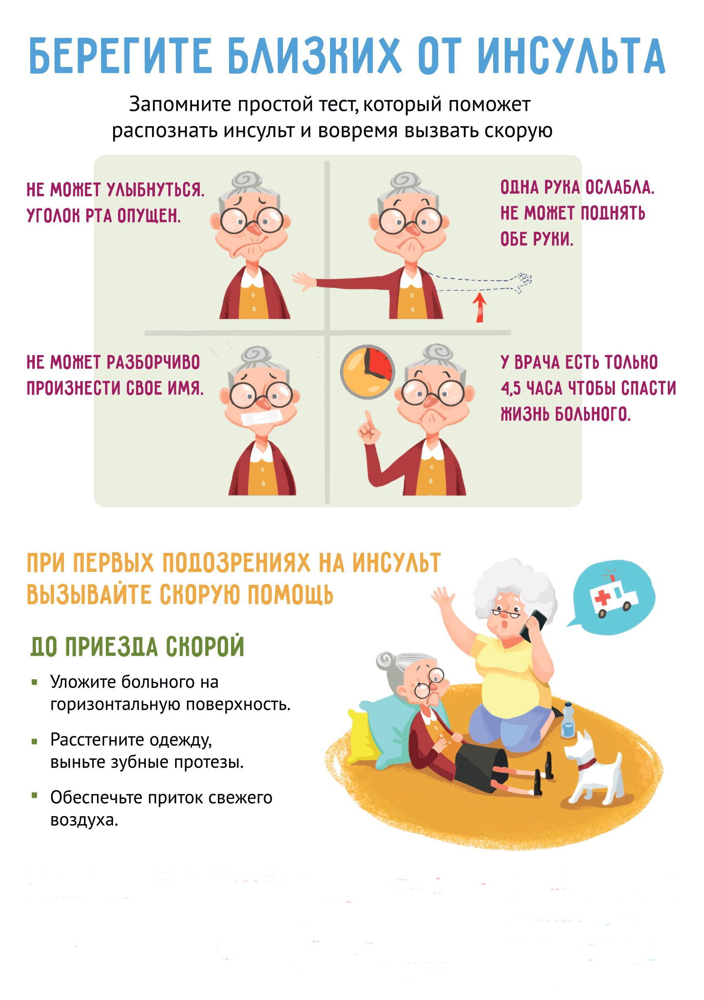 БЕРЕГИТЕ БЛИЗКИХ ОТ ИНСУЛЬТА
Запомните простой тест, который поможет
распознать инсульт и вовремя вызвать скорую
НЕ МОЖЕТ УЛЫБНУТЬСЯ.
УГОЛОК РТА ОПУЩЕН.
ОДНА РУКА ОСЛАБЛА.
НЕ МОЖЕТ ПОДНЯТЬ
ОБЕ РУКИ.
НЕ МОЖЕТ РАЗБОРЧИВО
ПРОИЗНЕСТИ СВОЕ ИМЯ.
У ВРАЧА ЕСТЬ ТОЛЬКО
4,5 ЧАСА ЧТОБЫ СПАСТИ
ЖИЗНЬ БОЛЬНОГО.
ПРИ ПЕРВЫХ ПОДОЗРЕНИЯХ НА ИНСУЛЬТ
ВЫЗЫВАЙТЕ СКОРУЮ ПОМОЩЬ
ДО ПРИЕЗДА СКОРОЙ
▪ Уложите больного на
горизонтальную поверхность.
▪ Расстегните одежду,
выньте зубные протезы.
▪ Обеспечьте приток свежего
воздуха.